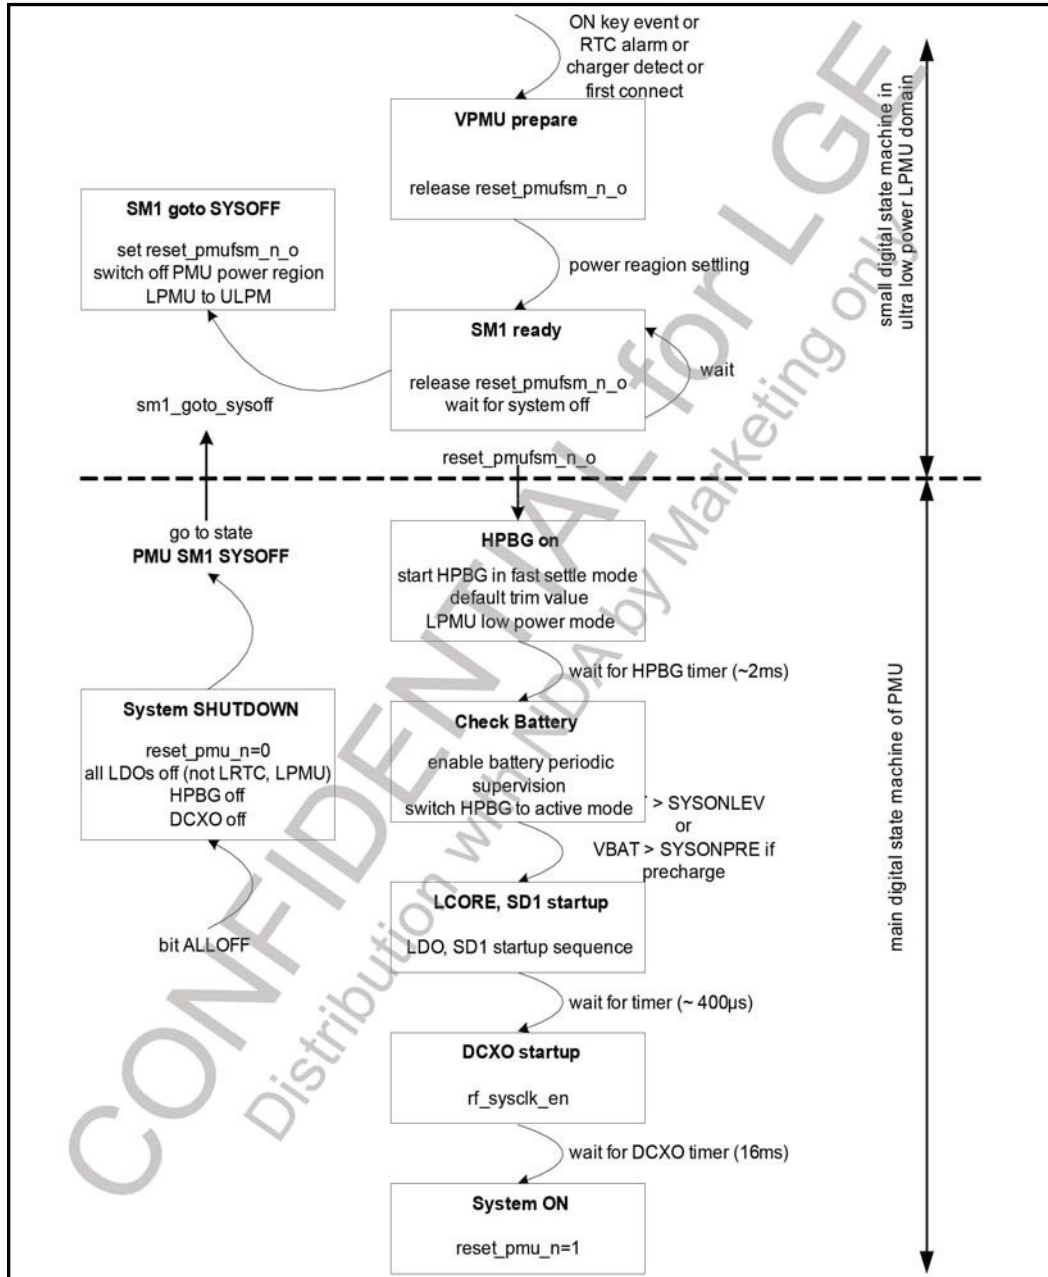 ON key event or
RTC alarm or
charger detect or
first connect
VPMU prepare
release reset_pmufsm_n_o
SM1 goto SYSOFF
set reset_pmufsm_n_o
switch off PMU power region
LPMU to ULPM
power reagion settling
SM1 ready
release reset_pmufsm_n_o
wait for system off
wait
sm1_goto_sysoff
reset_pmufsm_n_o
small digital state machine in
ultra low power LPMU domain
go to state
PMU SM1 SYSOFF
HPBG on
start HPBG in fast settle mode
default trim value
LPMU low power mode
wait for HPBG timer (~2ms)
System SHUTDOWN
reset_pmu_n=0
all LDOs off (not LRTC, LPMU)
HPBG off
DCXO off
Check Battery
enable battery periodic
supervision
switch HPBG to active mode
> SYSONLEV
or
VBAT > SYSONPRE if
precharge
bit ALLOFF
LCORE, SD1 startup
LDO, SD1 startup sequence
wait for timer (~ 400µs)
DCXO startup
rf_sysclk_en
wait for DCXO timer (16ms)
System ON
reset_pmu_n=1
main digital state machine of PMU
CONFIDENTIAL for LGE
Distribution with NDA by Marketing only